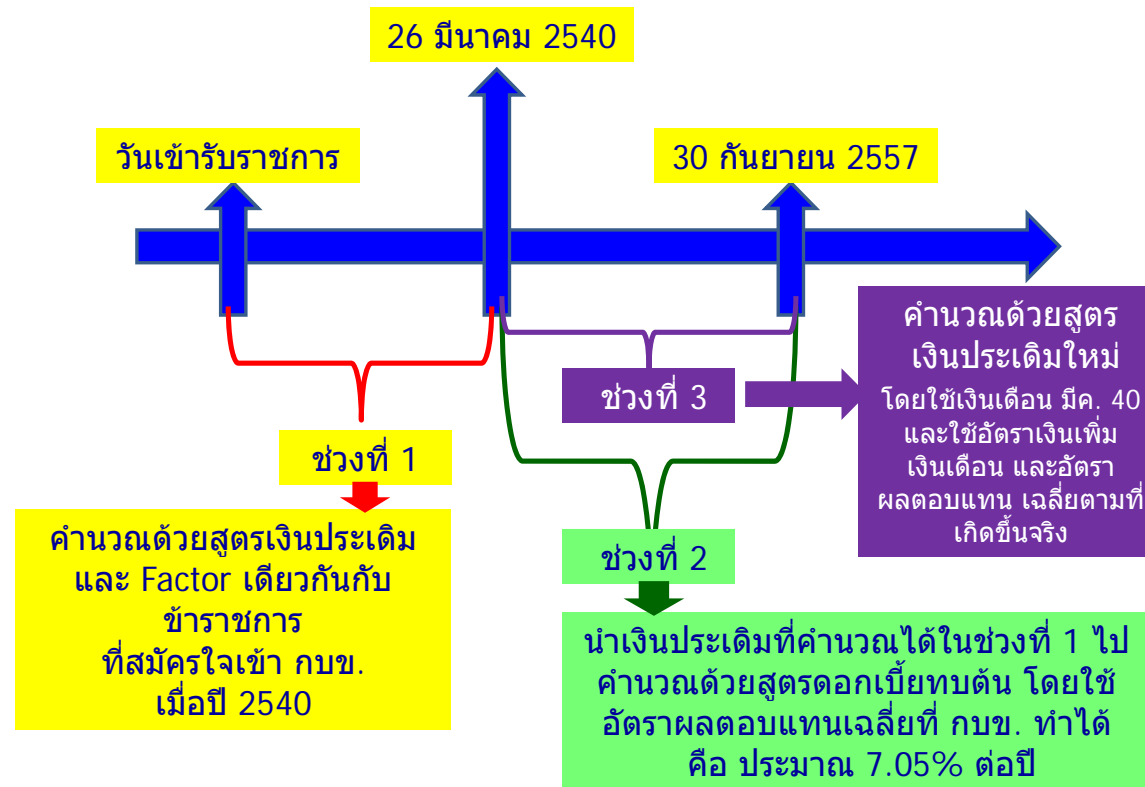 26 มีนาคม 2540
วันเข้ารับราชการ
30 กันยายน 2557
ช่วงที่ 3
คำนวณด้วยสูตร
เงินประเดิมใหม่
โดยใช้เงินเดือน มีค. 40
และใช้อัตราเงินเพิ่ม
เงินเดือน และอัตรา
ผลตอบแทน เฉลี่ยตามที่
เกิดขึ้นจริง
ช่วงที่ 1
คำนวณด้วยสูตรเงินประเดิม
และ Factor เดียวกันกับ
ข้าราชการ
ที่สมัครใจเข้า กบข.
เมื่อปี 2540
ช่วงที่ 2
นำเงินประเดิมที่คำนวณได้ในช่วงที่ 1 ไป
คำนวณด้วยสูตรดอกเบี้ยทบต้น โดยใช้
อัตราผลตอบแทนเฉลี่ยที่ กบข. ทำได้
คือ ประมาณ 7.05% ต่อปี